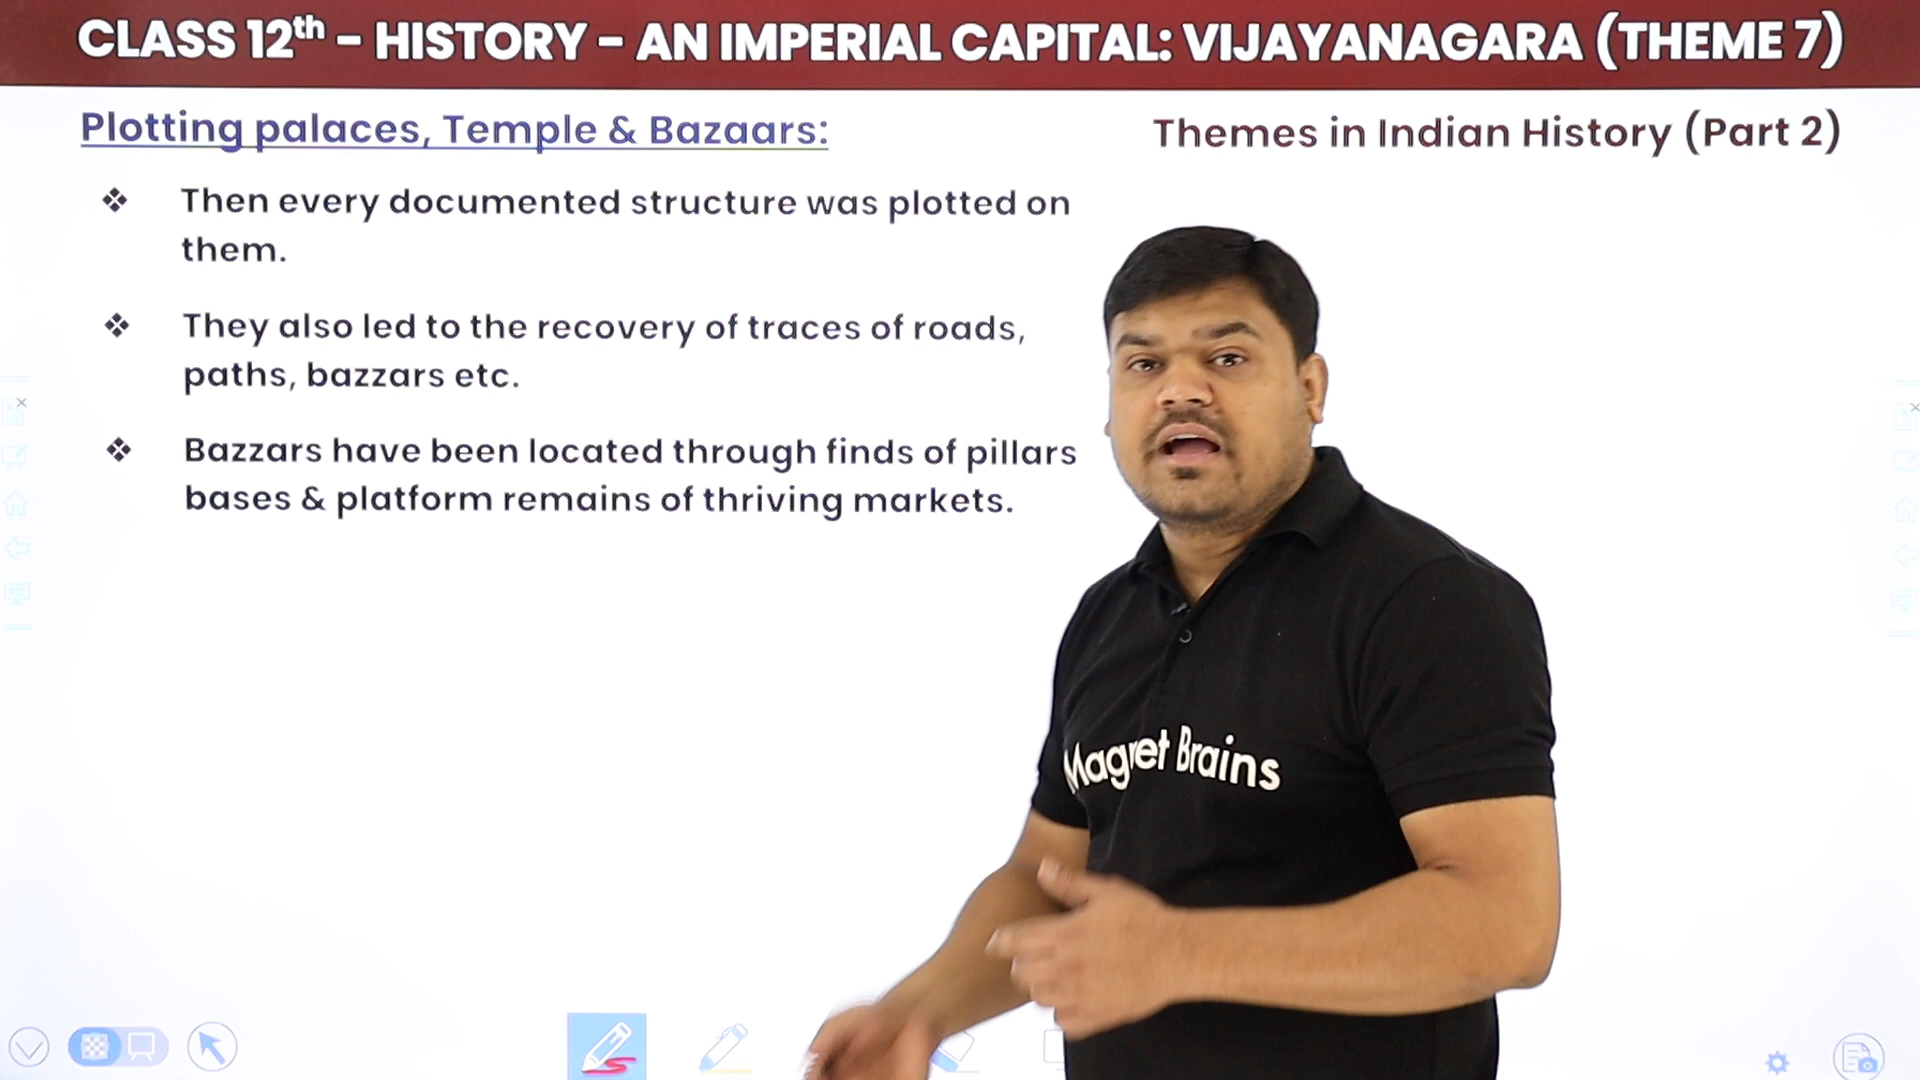 CLASS 12th - HISTORY - AN IMPERIAL CAPITAL: VIJAYANAGARA (THEME 7)
Plotting palaces, Temple & Bazaars:
Themes in Indian History (Part 2)
❖ Then every documented structure was plotted on
them.
❖ They also led to the recovery of traces of roads,
paths, bazzars etc.
❖ Bazzars have been located through finds of pillars
bases & platform remains of thriving markets.
Magnet Brains